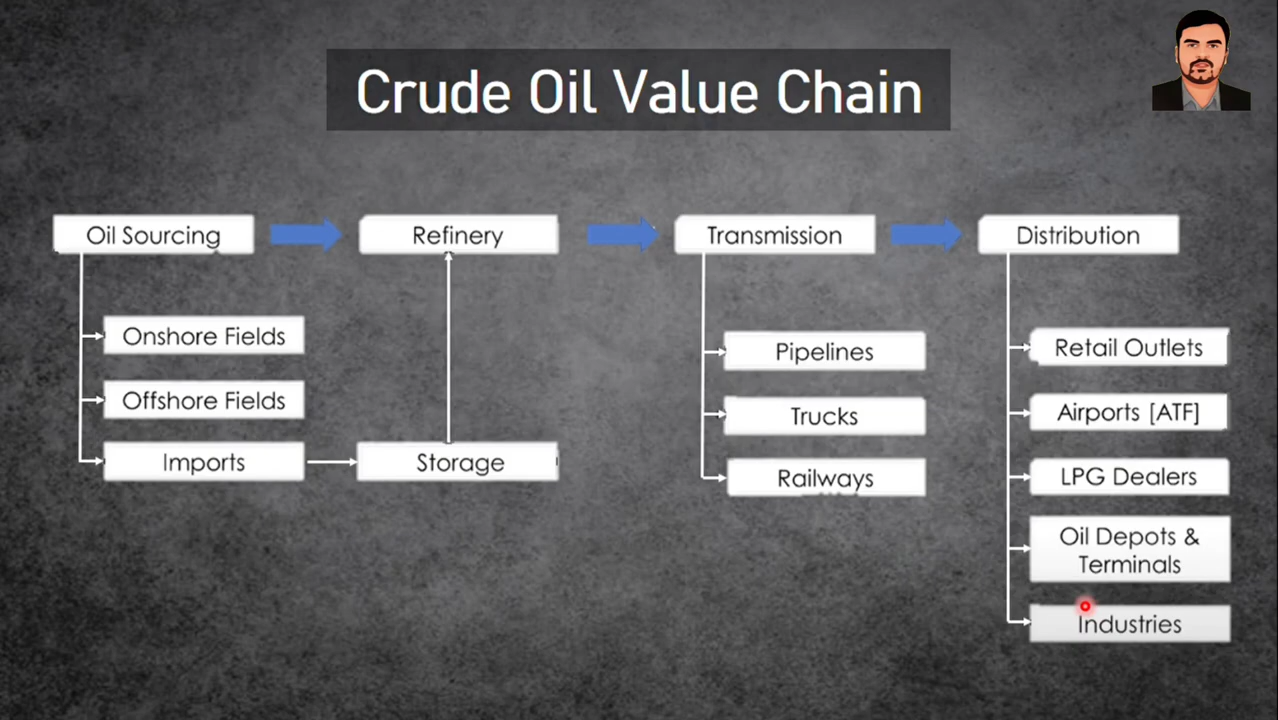 Crude Oil Value Chain
Oil Sourcing
Refinery
Transmission
Distribution
Onshore Fields
Offshore Fields
Imports
Storage
Pipelines
Trucks
Railways
Retail Outlets
Airports [ATF]
LPG Dealers
Oil Depots &
Terminals
Industries